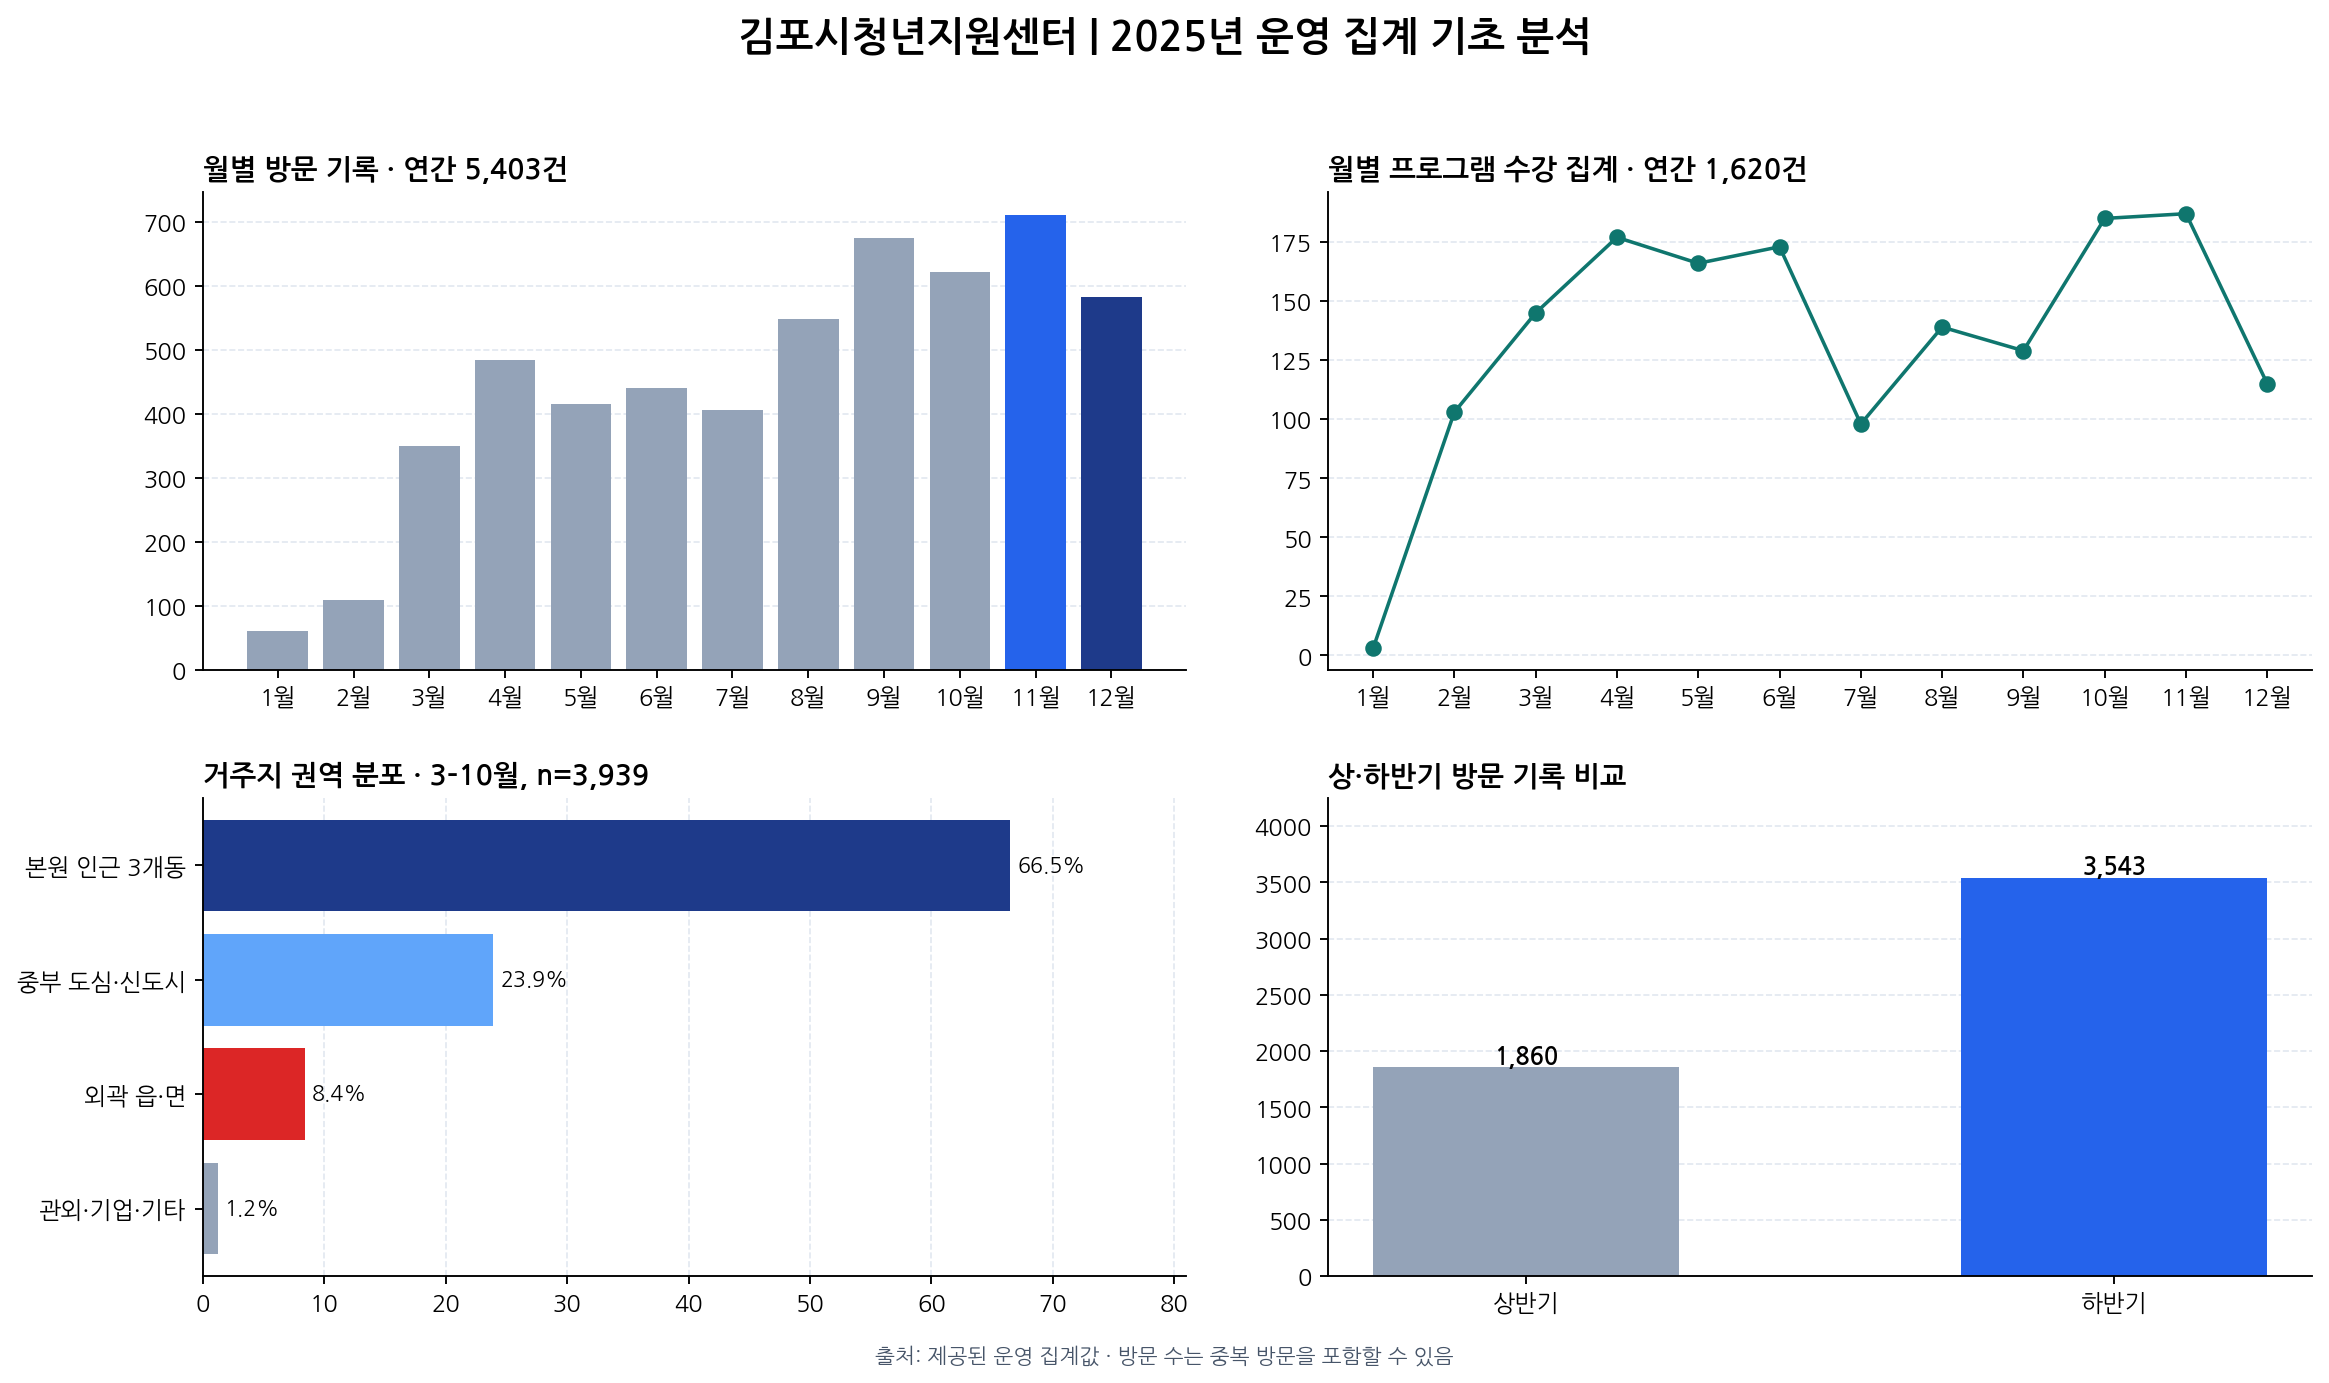 김포시청년지원센터 | 2025년 운영 집계 기초 분석
월별 방문 기록 · 연간 5,403건
700
600
500
400
300
200
100
0
1월 2월 3월 4월 5월 6월 7월 8월 9월 10월 11월 12월
월별 프로그램 수강 집계 · 연간 1,620건
175
150
125
100
75
50
25
0
1월 2월 3월 4월 5월 6월 7월 8월 9월 10월 11월 12월
거주지 권역 분포 · 3-10월, n=3,939
본원 인근 3개동 66.5%
중부 도심·신도시 23.9%
외곽 읍·면 8.4%
관외·기업·기타 1.2%
0 10 20 30 40 50 60 70 80
상·하반기 방문 기록 비교
4000
3500
3000
2500
2000
1500
1000
500
0
1,860
3,543
상반기 하반기
출처: 제공된 운영 집계값 · 방문 수는 중복 방문을 포함할 수 있음